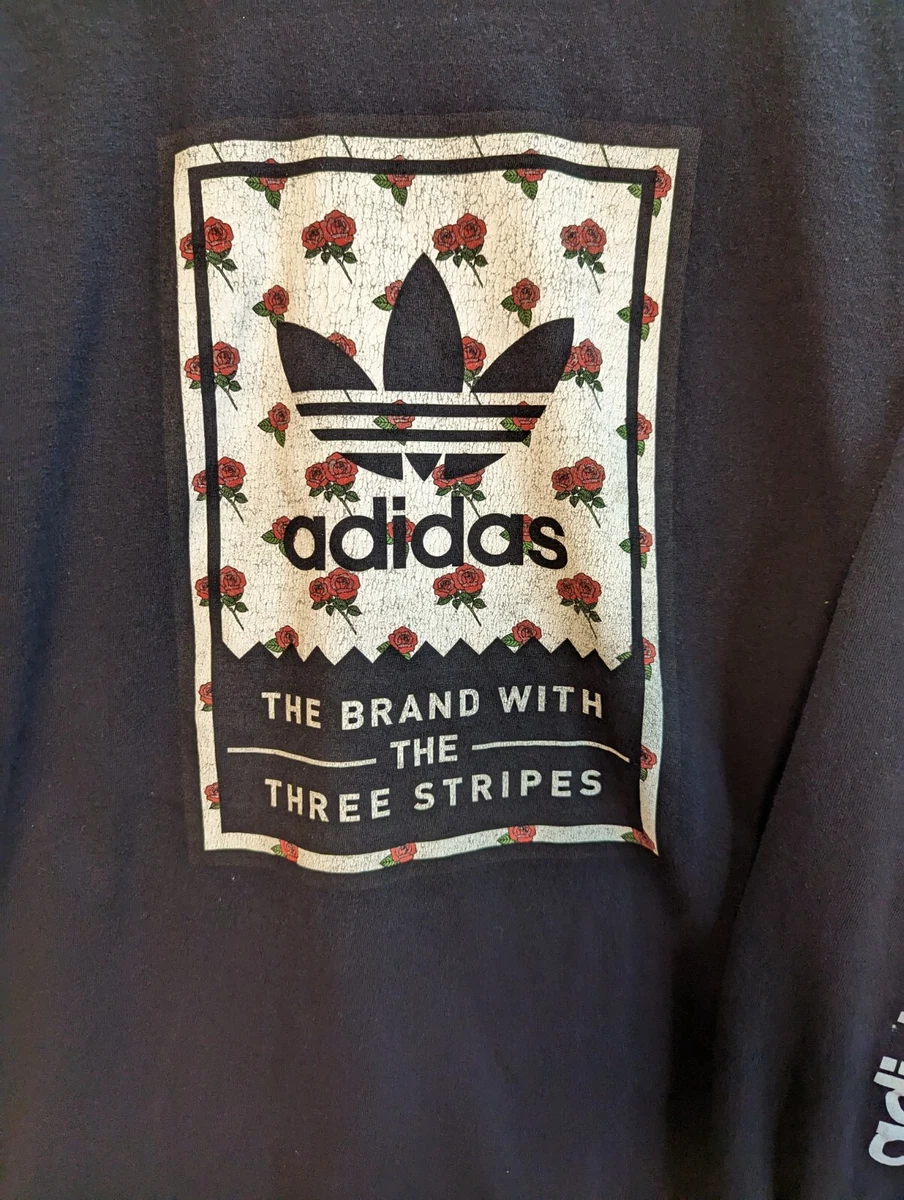 adidas
THE BRAND WITH
THE
THREE STRIPES